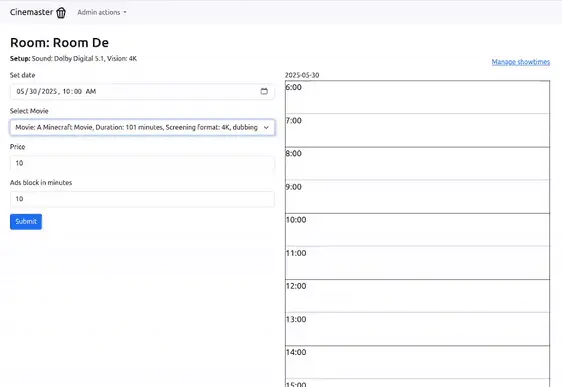 Cinemaster Admin actions
Room: Room De
Setup: Sound: Dolby Digital 5.1, Vision: 4K
Manage showtimes
Set date
05/30/2025, 10:00 AM
Select Movie
Movie: A Minecraft Movie, Duration: 101 minutes, Screening format: 4K, dubbing
Price
10
Ads block in minutes
10
Submit
2025-05-30
6:00
7:00
8:00
9:00
10:00
11:00
12:00
13:00
14:00
15:00